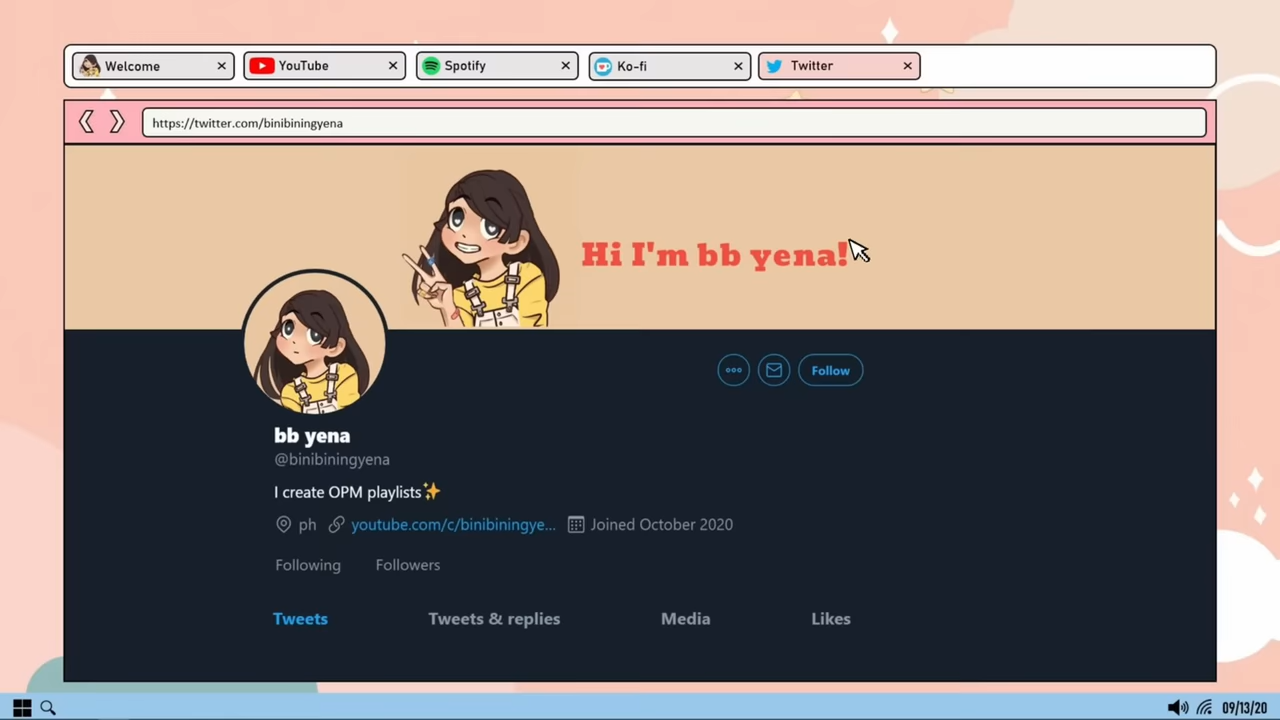 Welcome
YouTube
Spotify
Ko-fi
Twitter
https://twitter.com/binibiningyena
Hi I'm bb yena!
Follow
bb yena
@binibiningyena
I create OPM playlists✨
ph youtube.com/c/binibiningye... Joined October 2020
Following Followers
Tweets Tweets & replies Media Likes
09/13/20